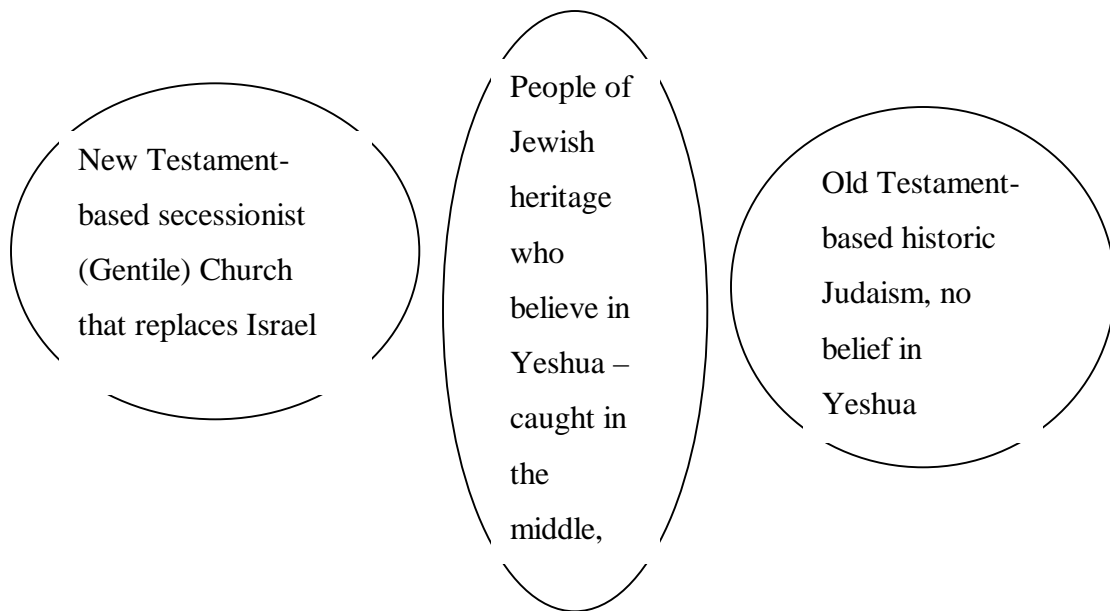 New Testament-
based secessionist
(Gentile) Church
that replaces Israel
People of
Jewish
heritage
who
believe in
Yeshua –
caught in
the
middle,
Old Testament-
based historic
Judaism, no
belief in
Yeshua